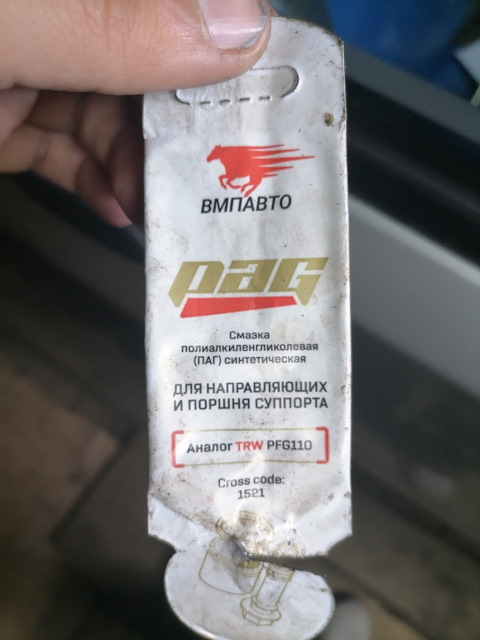 ВМПАВТО
PAG
Смазка
полиалкиленгликолевая
(ПАГ) синтетическая
ДЛЯ НАПРАВЛЯЮЩИХ
И ПОРШНЯ СУППОРТА
Аналог TRW PFG110
Cross code:
1521